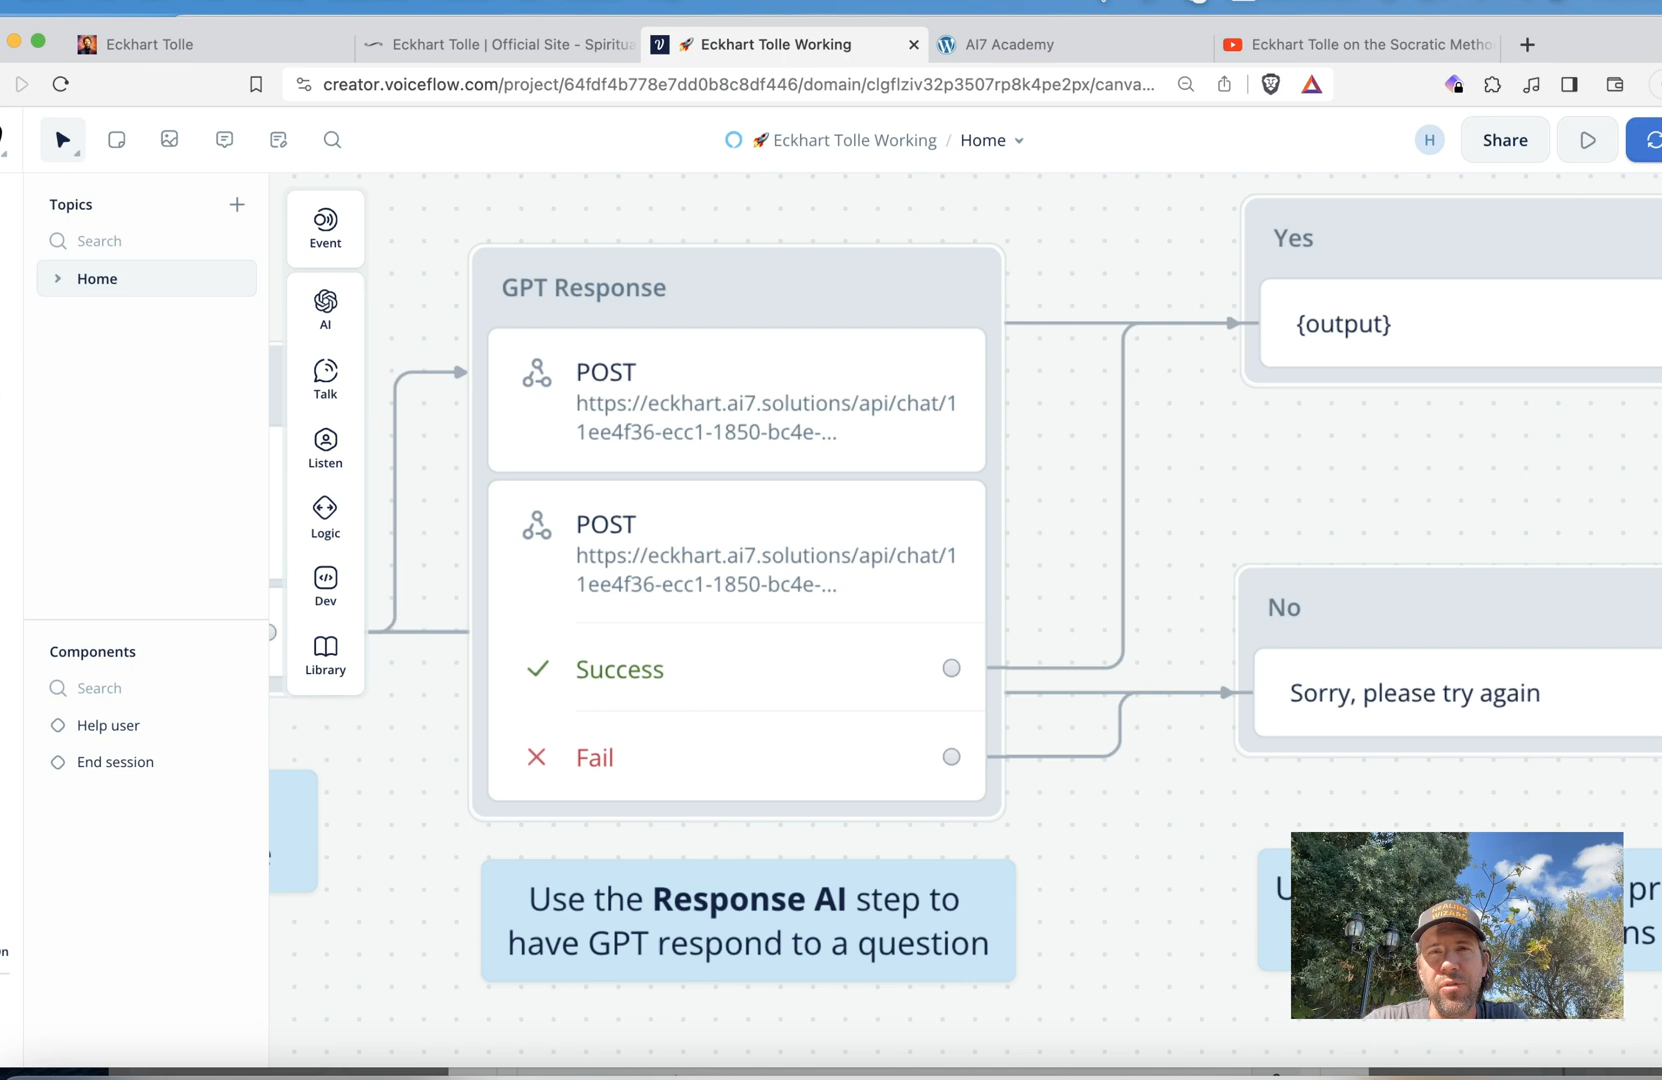 Eckhart Tolle
Eckhart Tolle | Official Site - Spiritua
🚀 Eckhart Tolle Working
AI7 Academy
Eckhart Tolle on the Socratic Metho
creator.voiceflow.com/project/64fdf4b778e7dd0b8c8df446/domain/clgflziv32p3507rp8k4pe2px/canva...
🚀 Eckhart Tolle Working / Home
H
Share
Topics
Search
Home
Event
AI
Talk
Listen
Logic
Dev
Library
Components
Search
Help user
End session
GPT Response
POST
https://eckhart.ai7.solutions/api/chat/1
1ee4f36-ecc1-1850-bc4e-...
POST
https://eckhart.ai7.solutions/api/chat/1
1ee4f36-ecc1-1850-bc4e-...
Success
Fail
Use the Response AI step to
have GPT respond to a question
Yes
{output}
No
Sorry, please try again
HEALING
WIZARD